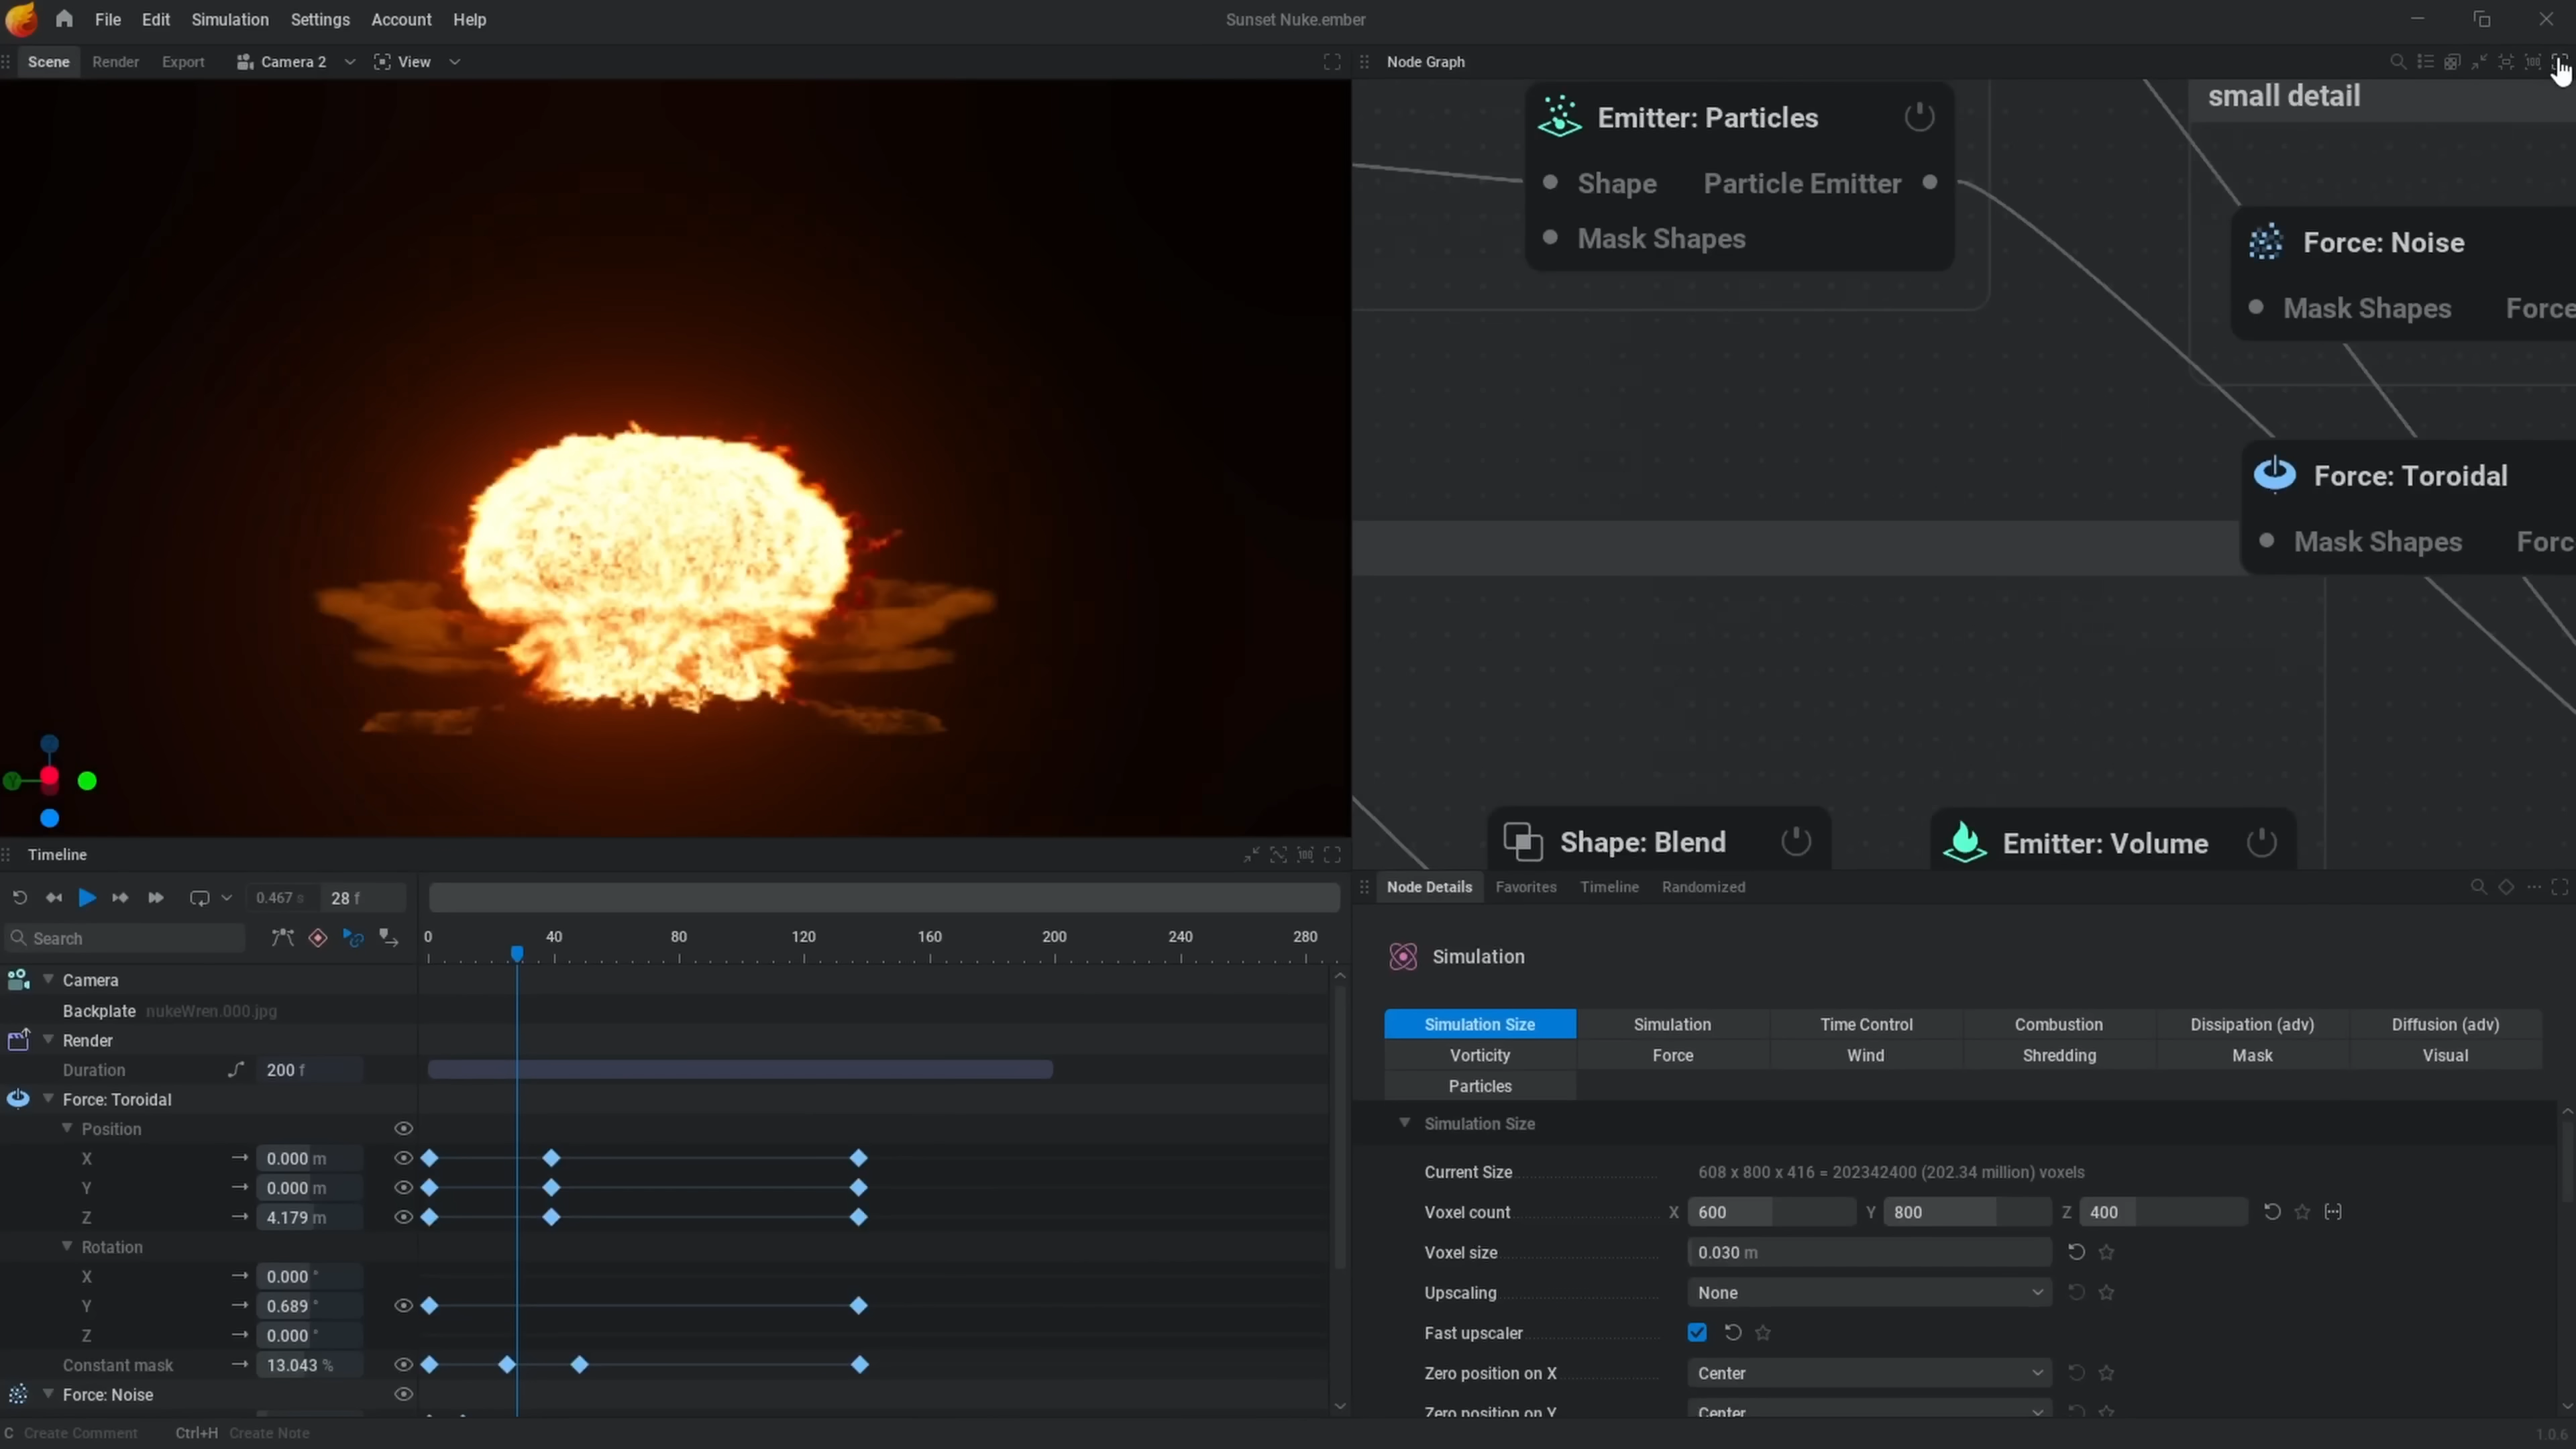 File Edit Simulation Settings Account Help
Sunset Nuke.ember
Scene Render Export Camera 2 View
Node Graph
small detail
Emitter: Particles
Shape Particle Emitter
Mask Shapes
Force: Noise
Mask Shapes Force
Force: Toroidal
Mask Shapes Forc
Shape: Blend
Emitter: Volume
Timeline
0.467 s 28 f
Search
0 40 80 120 160 200 240 280
Camera
Backplate nukeWren.000.jpg
Render
Duration 200 f
Force: Toroidal
Position
X 0.000 m
Y 0.000 m
Z 4.179 m
Rotation
X 0.000 °
Y 0.689 °
Z 0.000 °
Constant mask 13.043 %
Force: Noise
Node Details Favorites Timeline Randomized
Simulation
Simulation Size Simulation Time Control Combustion Dissipation (adv) Diffusion (adv)
Vorticity Force Wind Shredding Mask Visual
Particles
Simulation Size
Current Size 608 x 800 x 416 = 202342400 (202.34 million) voxels
Voxel count X 600 Y 800 Z 400
Voxel size 0.030 m
Upscaling None
Fast upscaler
Zero position on X Center
Zero position on Y Center
C Create Comment Ctrl+H Create Note
1.0.6